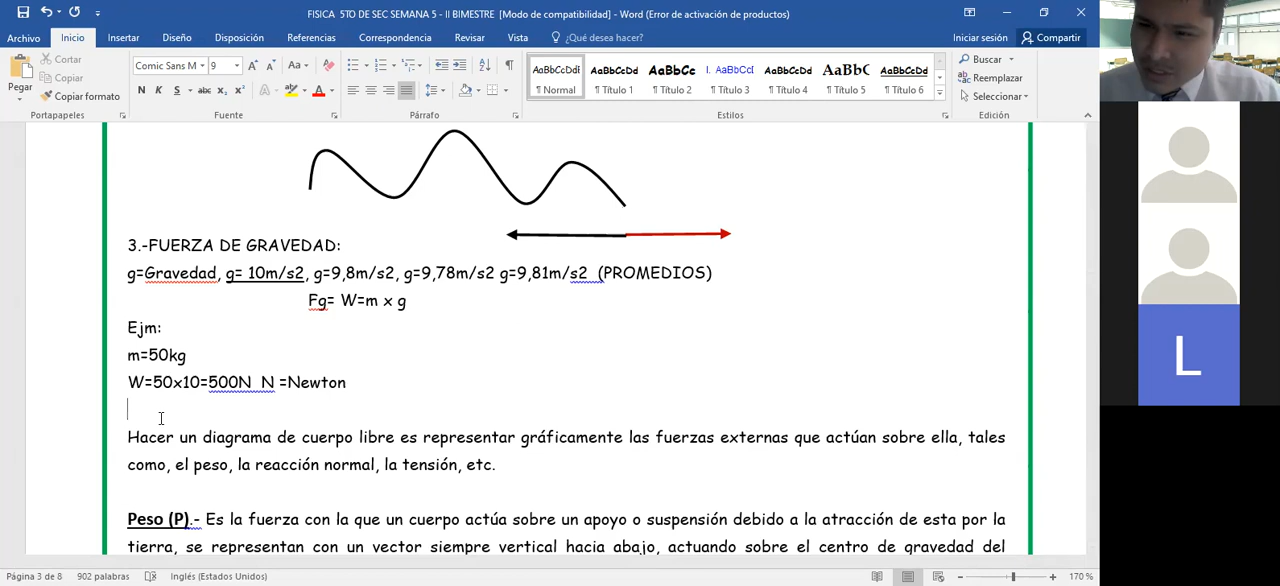 FISICA 5TO DE SEC SEMANA 5 - II BIMESTRE [Modo de compatibilidad] - Word (Error de activación de productos)
Archivo Inicio Insertar Diseño Disposición Referencias Correspondencia Revisar Vista ¿Qué desea hacer? Iniciar sesión Compartir
Pegar
Cortar
Copiar
Copiar formato
Portapapeles
Comic Sans M 9
N K S abc x₂ x²
Fuente
Párrafo
AaBbCcDdE AaBbCcDd AaBbCc I. AaBbCcI AaBbCcDd AaBbC AaBbCcDd
¶ Normal ¶ Título 1 ¶ Título 2 ¶ Título 3 ¶ Título 4 ¶ Título 5 ¶ Título 6
Estilos
Buscar
Reemplazar
Seleccionar
Edición
3.-FUERZA DE GRAVEDAD:
g=Gravedad, g= 10m/s2, g=9,8m/s2, g=9,78m/s2 g=9,81m/s2 (PROMEDIOS)
Fg= W=m x g
Ejm:
m=50kg
W=50x10=500N N =Newton
Hacer un diagrama de cuerpo libre es representar gráficamente las fuerzas externas que actúan sobre ella, tales
como, el peso, la reacción normal, la tensión, etc.
Peso (P).- Es la fuerza con la que un cuerpo actúa sobre un apoyo o suspensión debido a la atracción de esta por la
tierra, se representan con un vector siempre vertical hacia abajo, actuando sobre el centro de gravedad del
L
Página 3 de 8 902 palabras Inglés (Estados Unidos) 170 %